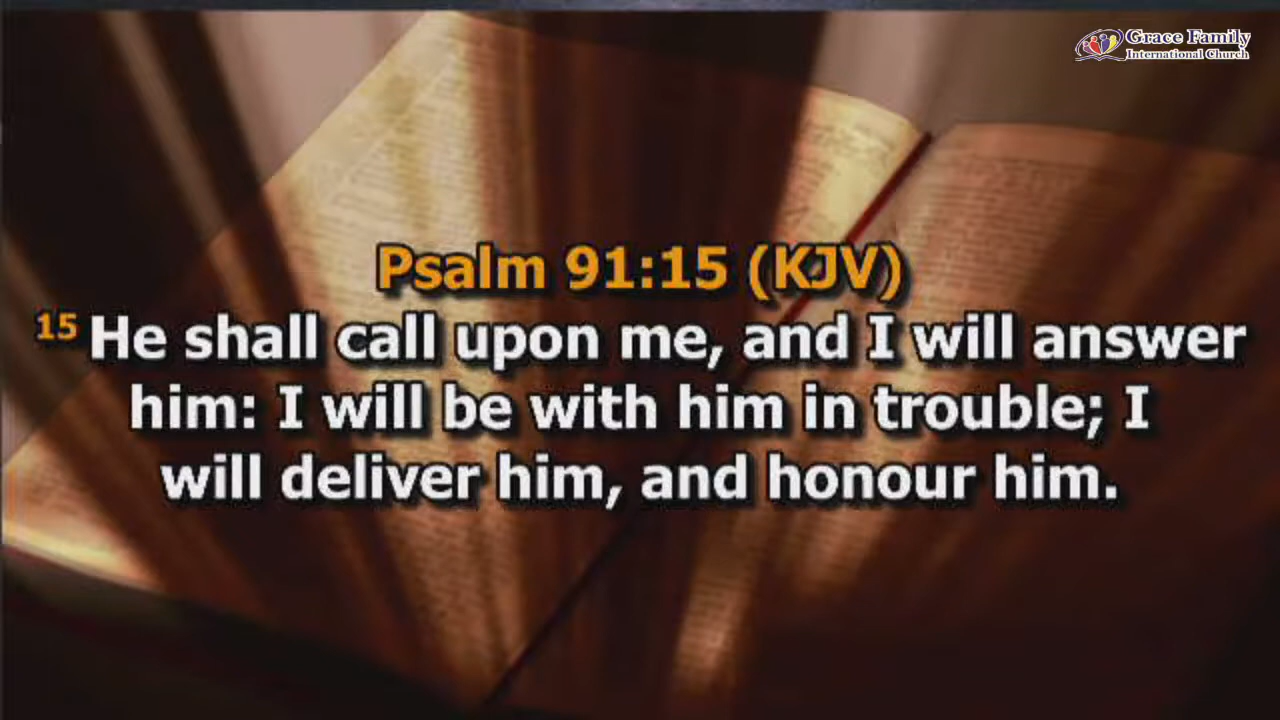 Grace Family
International Church
Psalm 91:15 (KJV)
15 He shall call upon me, and I will answer
him: I will be with him in trouble; I
will deliver him, and honour him.